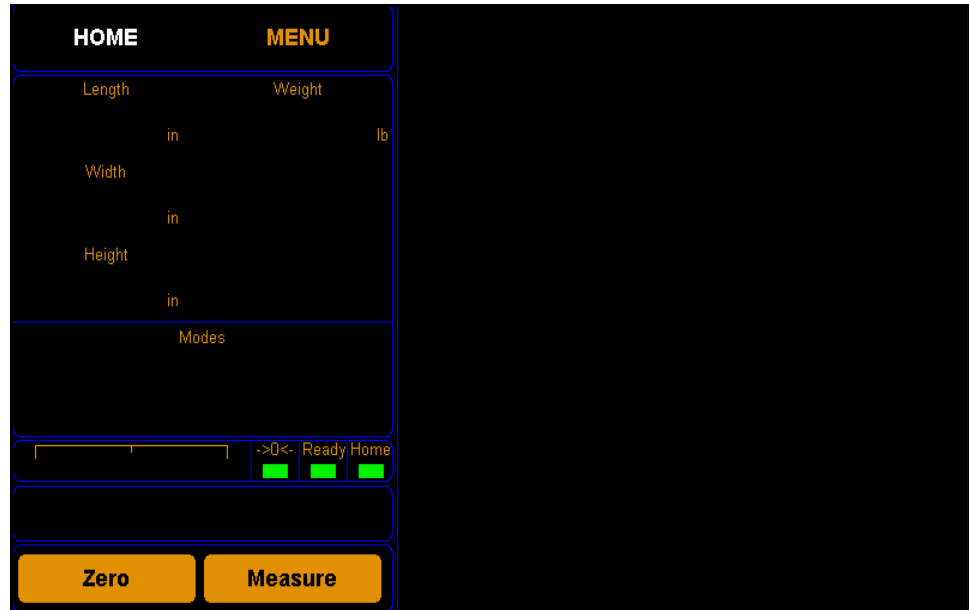 HOME MENU
Length Weight
in lb
Width
in
Height
in
Modes
->0<- Ready Home
Zero Measure